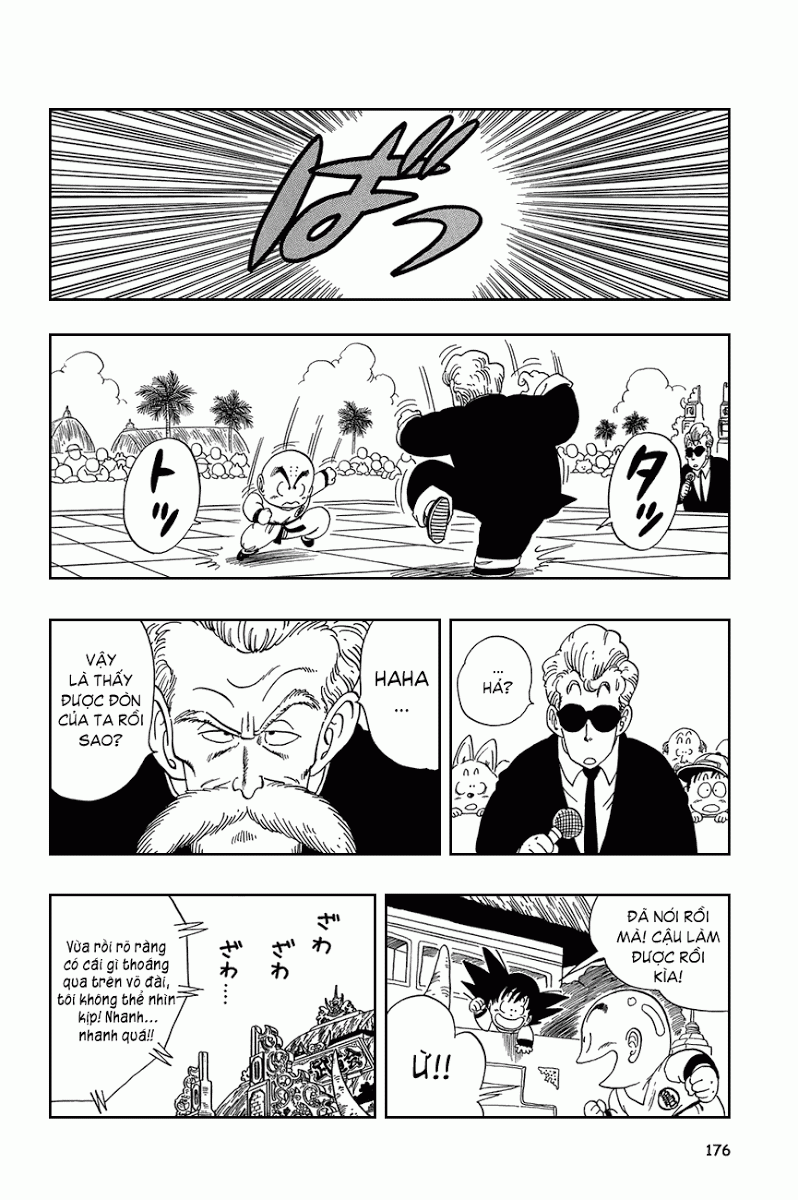 ばっ
タッ
トッ
...
HẢ?
HAHA
...
VẬY
LÀ THẤY
ĐƯỢC ĐÒN
CỦA TA RỒI
SAO?
ĐÃ NÓI RỒI
MÀ! CẬU LÀM
ĐƯỢC RỒI
KÌA!
Ừ!!
ざわ
ざわ
ざわ……
Vừa rồi rõ ràng
có cái gì thoáng
qua trên võ đài,
tôi không thể nhìn
kịp! Nhanh...
nhanh quá!!
176